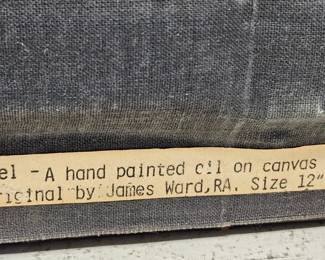 el - A hand painted oil on canvas
riginal by James Ward,RA. Size 12"